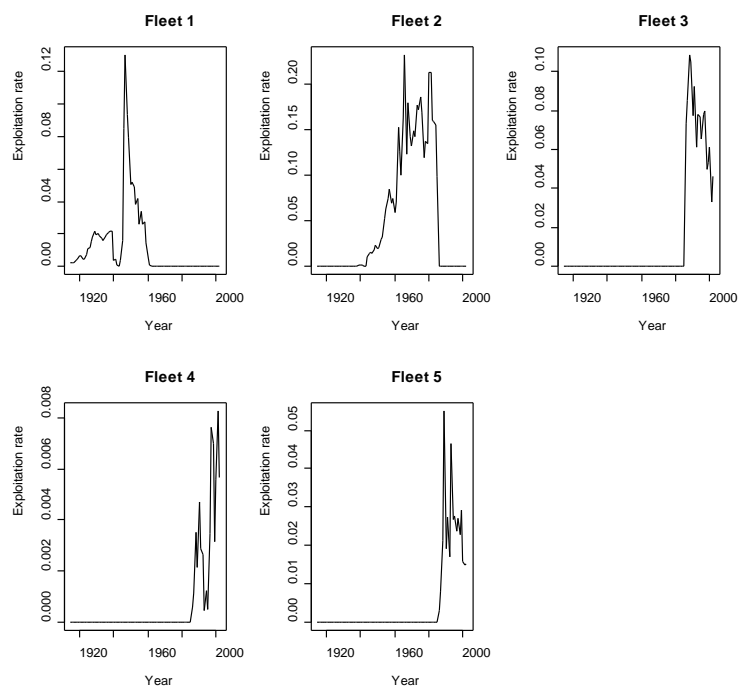 Fleet 1
Exploitation rate
0.00 0.04 0.08 0.12
1920 1960 2000
Year
Fleet 2
Exploitation rate
0.00 0.05 0.10 0.15 0.20
1920 1960 2000
Year
Fleet 3
Exploitation rate
0.00 0.02 0.04 0.06 0.08 0.10
1920 1960 2000
Year
Fleet 4
Exploitation rate
0.000 0.002 0.004 0.006 0.008
1920 1960 2000
Year
Fleet 5
Exploitation rate
0.00 0.01 0.02 0.03 0.04 0.05
1920 1960 2000
Year